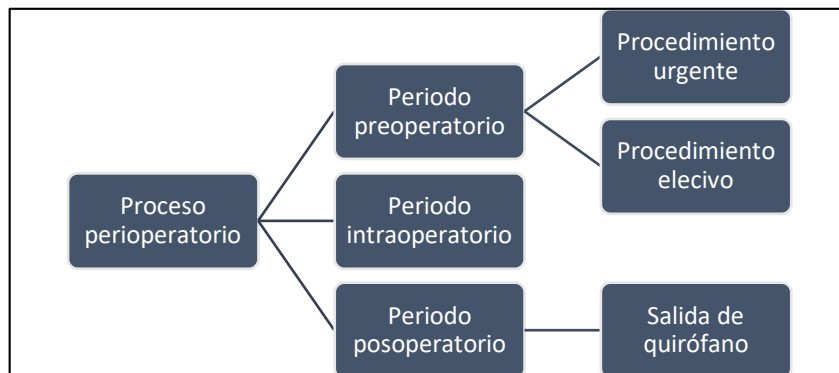 Procedimiento
urgente
Periodo
preoperatorio
Procedimiento
elecivo
Proceso
perioperatorio
Periodo
intraoperatorio
Periodo
posoperatorio
Salida de
quirófano